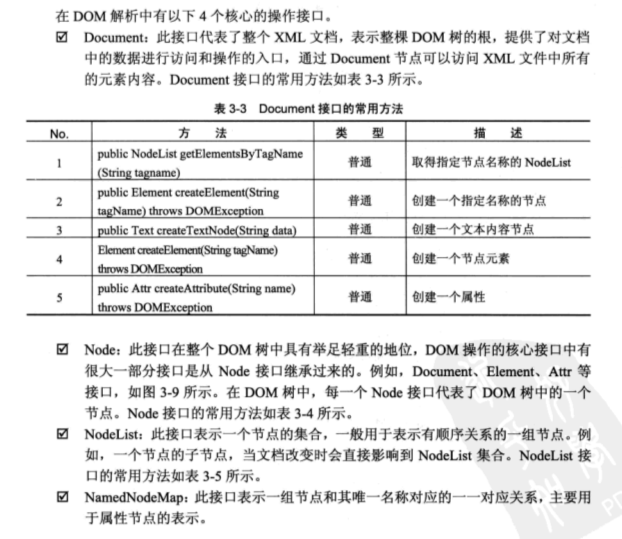 在 DOM 解析中有以下 4 个核心的操作接口。
☑ Document：此接口代表了整个 XML 文档，表示整棵 DOM 树的根，提供了对文档
中的数据进行访问和操作的入口，通过 Document 节点可以访问 XML 文件中所有
的元素内容。Document 接口的常用方法如表 3-3 所示。
表 3-3 Document 接口的常用方法
No. 方 法 类 型 描 述
1 public NodeList getElementsByTagName 普通 取得指定节点名称的 NodeList
(String tagname)
2 public Element createElement(String 普通 创建一个指定名称的节点
tagName) throws DOMException
3 public Text createTextNode(String data) 普通 创建一个文本内容节点
4 Element createElement(String tagName) 普通 创建一个节点元素
throws DOMException
5 public Attr createAttribute(String name) 普通 创建一个属性
throws DOMException
☑ Node：此接口在整个 DOM 树中具有举足轻重的地位，DOM 操作的核心接口中有
很大一部分接口是从 Node 接口继承过来的。例如，Document、Element、Attr 等
接口，如图 3-9 所示。在 DOM 树中，每一个 Node 接口代表了 DOM 树中的一个
节点。Node 接口的常用方法如表 3-4 所示。
☑ NodeList：此接口表示一个节点的集合，一般用于表示有顺序关系的一组节点。例
如，一个节点的子节点，当文档改变时会直接影响到 NodeList 集合。NodeList 接
口的常用方法如表 3-5 所示。
☑ NamedNodeMap：此接口表示一组节点和其唯一名称对应的一一对应关系，主要用
于属性节点的表示。